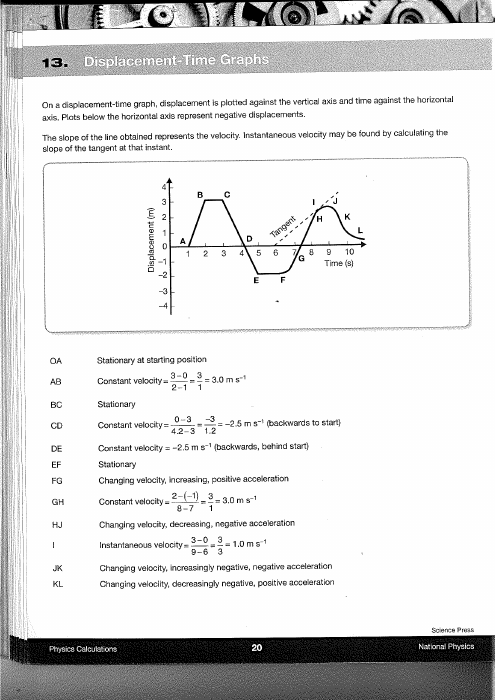 13. Displacement-Time Graphs
On a displacement-time graph, displacement is plotted against the vertical axis and time against the horizontal
axis. Plots below the horizontal axis represent negative displacements.
The slope of the line obtained represents the velocity. Instantaneous velocity may be found by calculating the
slope of the tangent at that instant.
Displacement (m)
4
3
2
1
0
–1
–2
–3
–4
A
B
C
D
E
F
G
H
I
J
K
L
Tangent
1 2 3 4 5 6 7 8 9 10
Time (s)
OA Stationary at starting position
AB Constant velocity = 3–0/2–1 = 3/1 = 3.0 m s⁻¹
BC Stationary
CD Constant velocity = 0–3/4.2–3 = –3/1.2 = –2.5 m s⁻¹ (backwards to start)
DE Constant velocity = –2.5 m s⁻¹ (backwards, behind start)
EF Stationary
FG Changing velocity, increasing, positive acceleration
GH Constant velocity = 2–(–1)/8–7 = 3/1 = 3.0 m s⁻¹
HJ Changing velocity, decreasing, negative acceleration
I Instantaneous velocity = 3–0/9–6 = 3/3 = 1.0 m s⁻¹
JK Changing velocity, increasingly negative, negative acceleration
KL Changing veloclity, decreasingly negative, positive acceleration
Science Press
Physics Calculations 20 National Physics